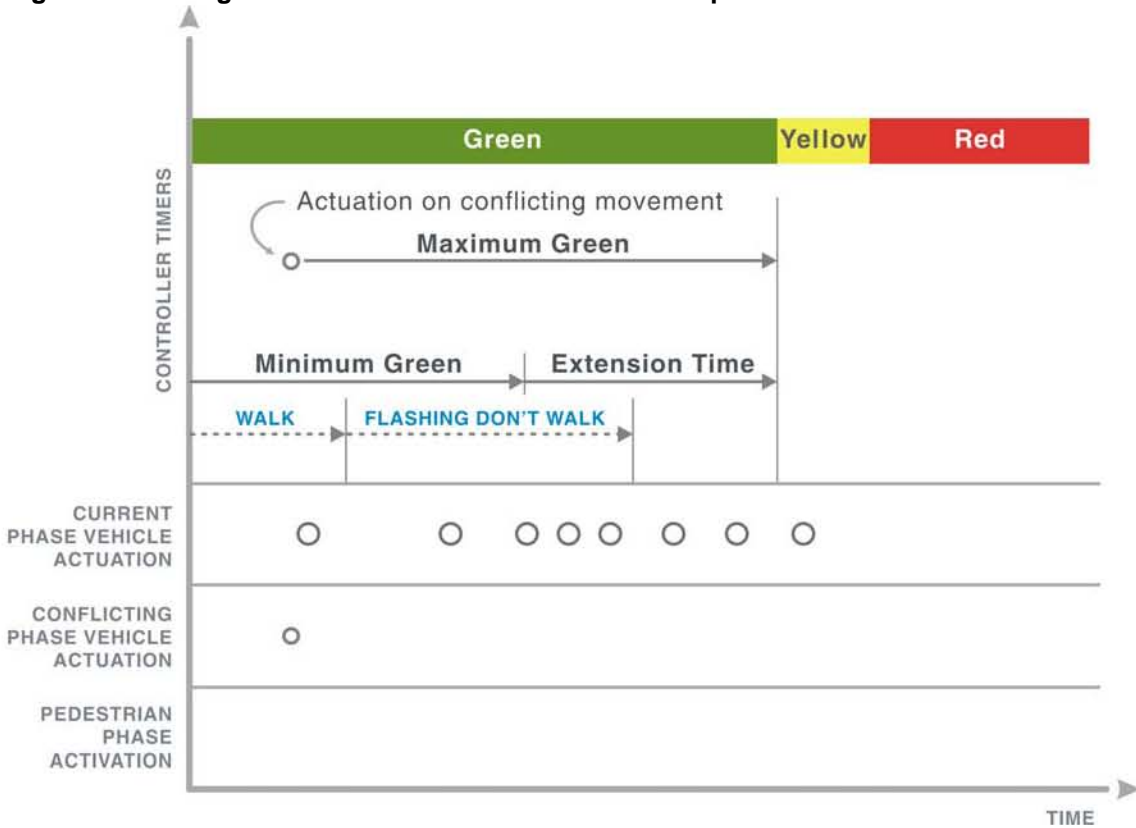 Green
Yellow
Red
Actuation on conflicting movement
Maximum Green
CONTROLLER TIMERS
Minimum Green
Extension Time
WALK
FLASHING DON'T WALK
CURRENT
PHASE VEHICLE
ACTUATION
CONFLICTING
PHASE VEHICLE
ACTUATION
PEDESTRIAN
PHASE
ACTIVATION
TIME